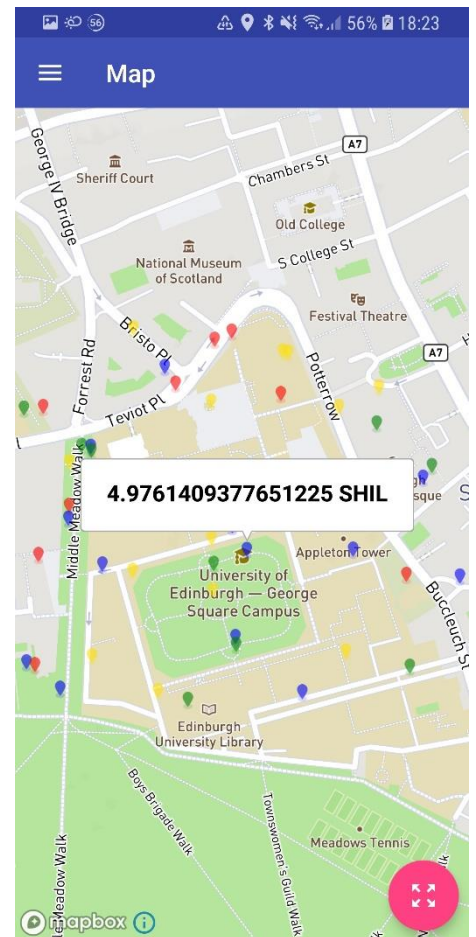 56 56% 18:23
Map
A7
George IV Bridge
Sheriff Court
Chambers St
Old College
National Museum
of Scotland
S College St
Festival Theatre
Bristo Pl
Potterrow
A7
Forrest Rd
Teviot Pl
4.9761409377651225 SHIL
gh
sque
S
Middle Meadow Walk
Appleton Tower
University of
Edinburgh — George
Square Campus
Buccleuch St
Edinburgh
University Library
Boys Brigade Walk
Townswomen's Guild Walk
Meadows Tennis
Meadow Walk
mapbox